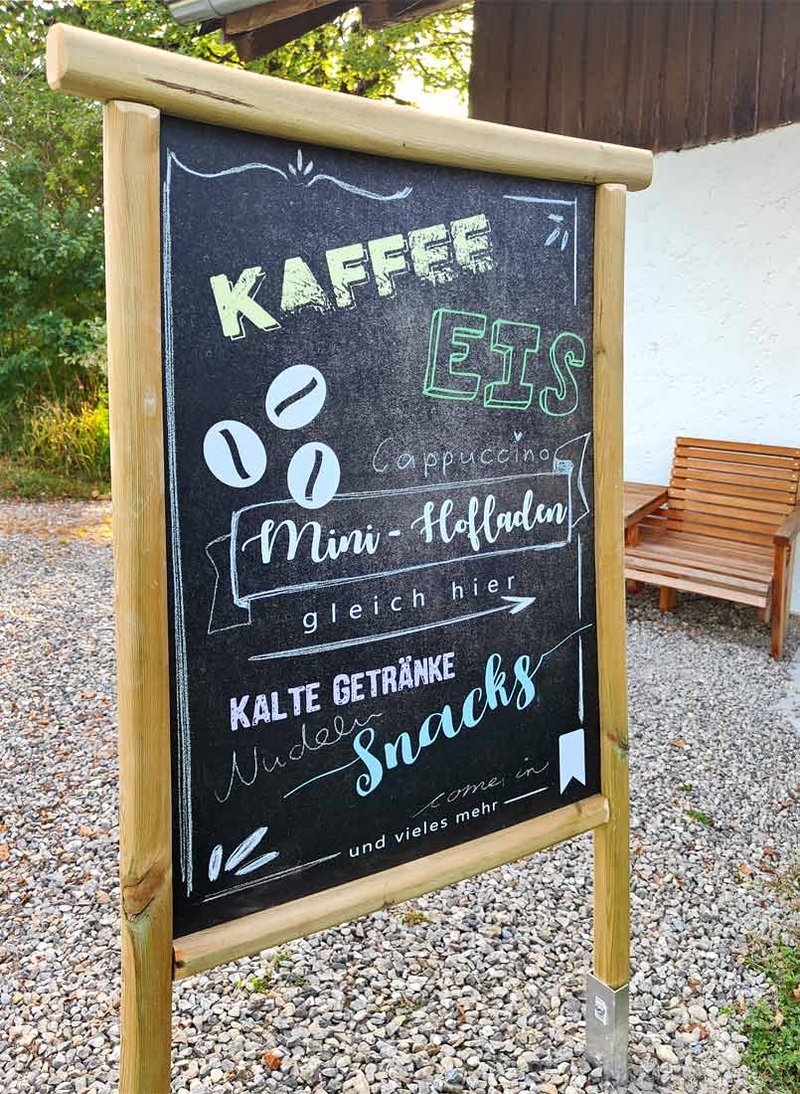 KAFFEE
EIS
Cappuccino
Mini - Hofladen
gleich hier
KALTE GETRÄNKE
Snacks
Nudeln
come in
und vieles mehr